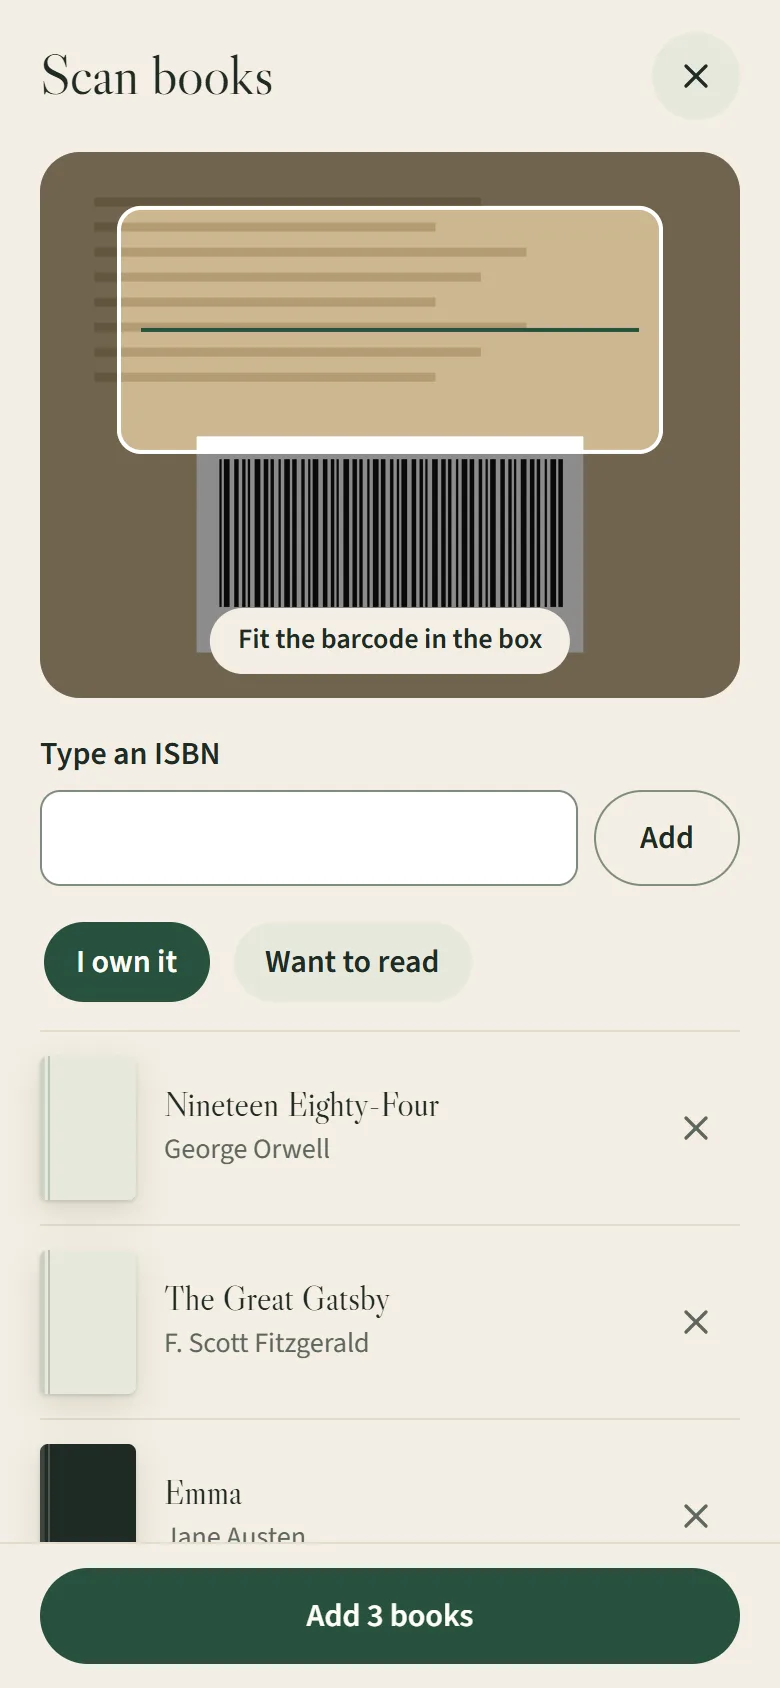 Scan books
Fit the barcode in the box
Type an ISBN
Add
I own it
Want to read
Nineteen Eighty-Four
George Orwell
The Great Gatsby
F. Scott Fitzgerald
Emma
Jane Austen
Add 3 books